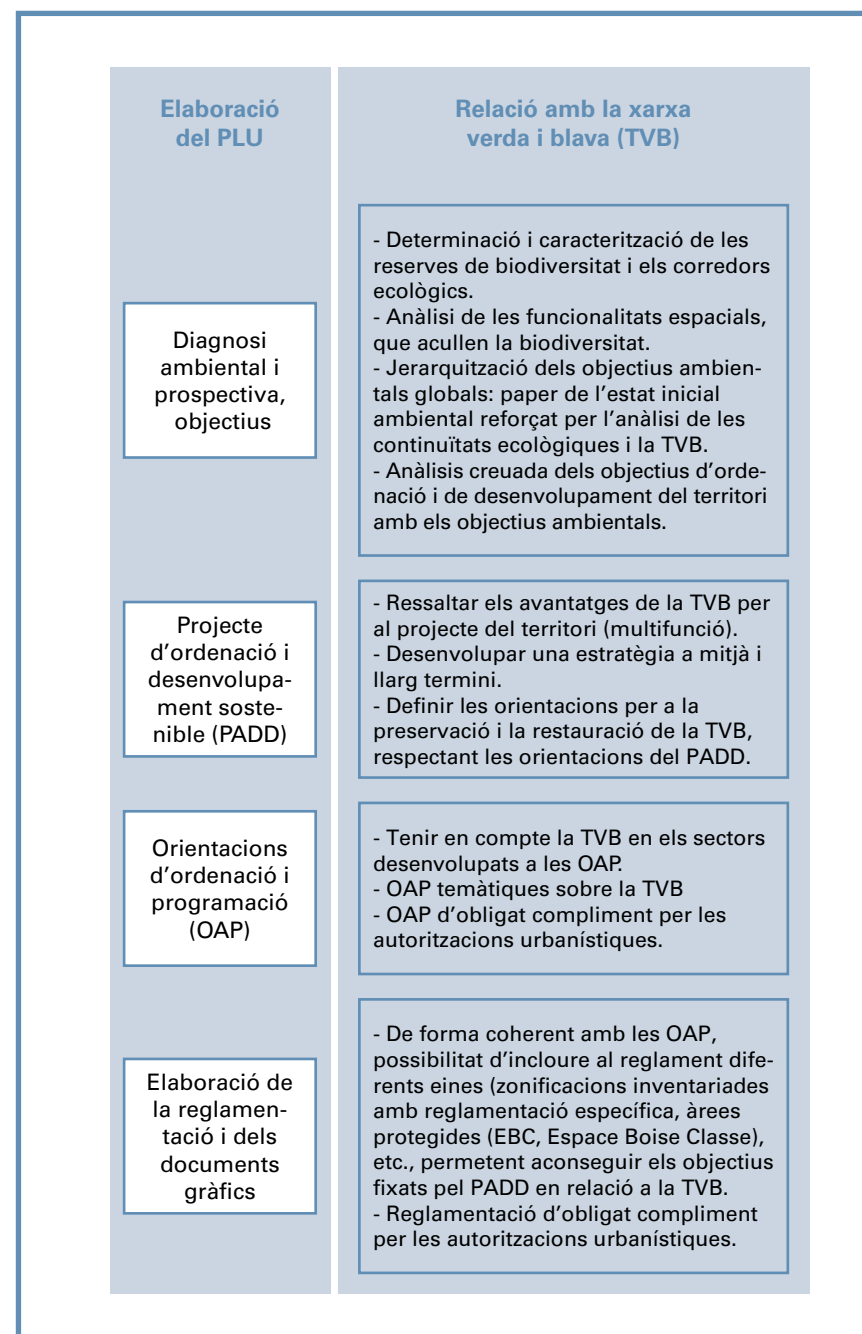 Elaboració
del PLU
Relació amb la xarxa
verda i blava (TVB)
Diagnosi
ambiental i
prospectiva,
objectius
- Determinació i caracterització de les
reserves de biodiversitat i els corredors
ecològics.
- Anàlisi de les funcionalitats espacials,
que acullen la biodiversitat.
- Jerarquització dels objectius ambien-
tals globals: paper de l’estat inicial
ambiental reforçat per l’anàlisi de les
continuïtats ecològiques i la TVB.
- Anàlisis creuada dels objectius d’orde-
nació i de desenvolupament del territori
amb els objectius ambientals.
Projecte
d’ordenació i
desenvolupa-
ment soste-
nible (PADD)
- Ressaltar els avantatges de la TVB per
al projecte del territori (multifunció).
- Desenvolupar una estratègia a mitjà i
llarg termini.
- Definir les orientacions per a la
preservació i la restauració de la TVB,
respectant les orientacions del PADD.
Orientacions
d’ordenació i
programació
(OAP)
- Tenir en compte la TVB en els sectors
desenvolupats a les OAP.
- OAP temàtiques sobre la TVB
- OAP d’obligat compliment per les
autoritzacions urbanístiques.
Elaboració de
la reglamen-
tació i dels
documents
gràfics
- De forma coherent amb les OAP,
possibilitat d’incloure al reglament dife-
rents eines (zonificacions inventariades
amb reglamentació específica, àrees
protegides (EBC, Espace Boise Classe),
etc., permetent aconseguir els objectius
fixats pel PADD en relació a la TVB.
- Reglamentació d’obligat compliment
per les autoritzacions urbanístiques.